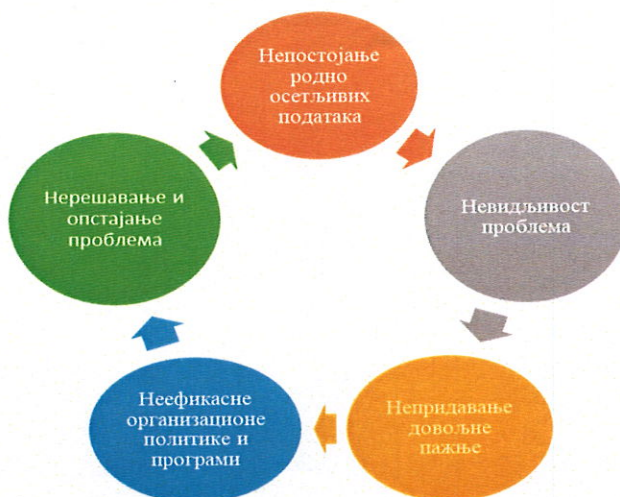 Непостојање
родно
осетљивих
података
Невидљивост
проблема
Непридавање
довољне
пажње
Неефикасне
организационе
политике и
програми
Нерешавање и
опстајање
проблема